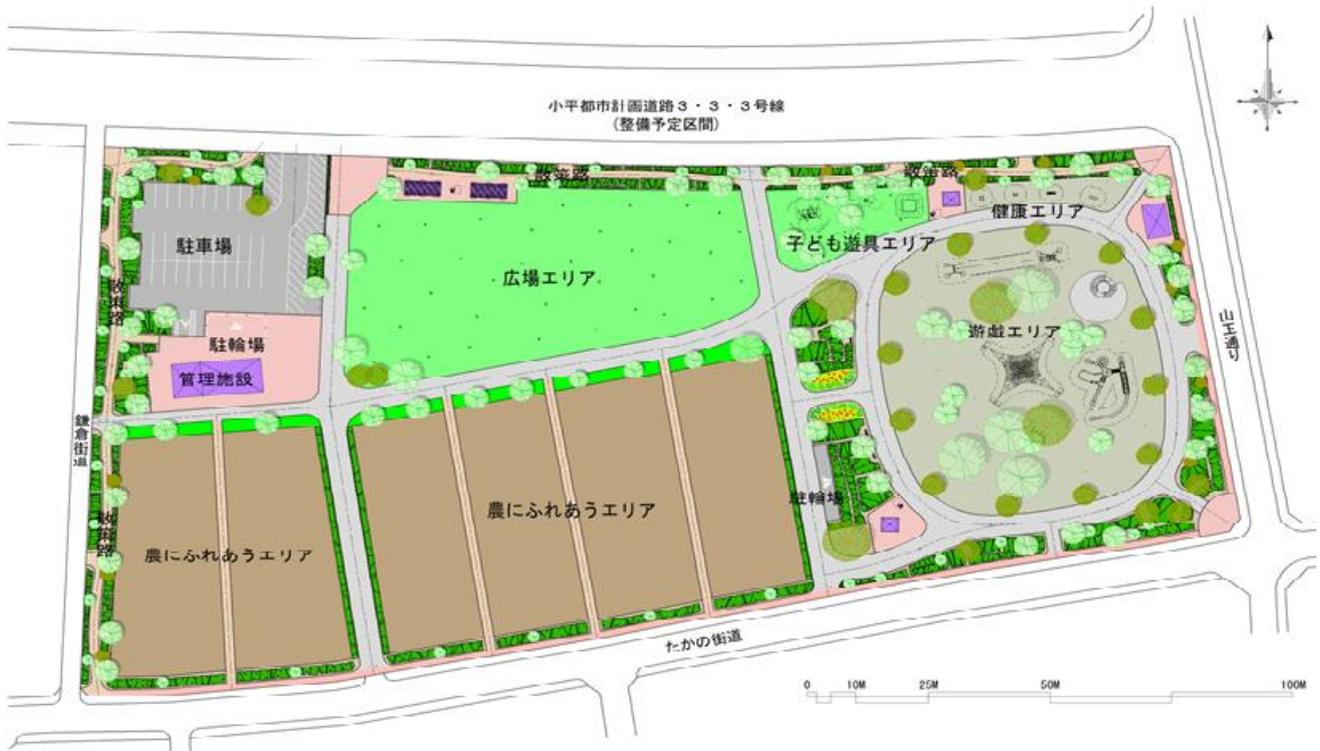 小平都市計画道路３・３・３号線
(整備予定区間)
散策路
散策路
健康エリア
駐車場
子ども遊具エリア
広場エリア
散策路
山王通り
遊戯エリア
駐輪場
管理施設
鎌倉街道
駐輪場
農にふれあうエリア
散策路
農にふれあうエリア
たかの街道
0 10M 25M 50M 100M